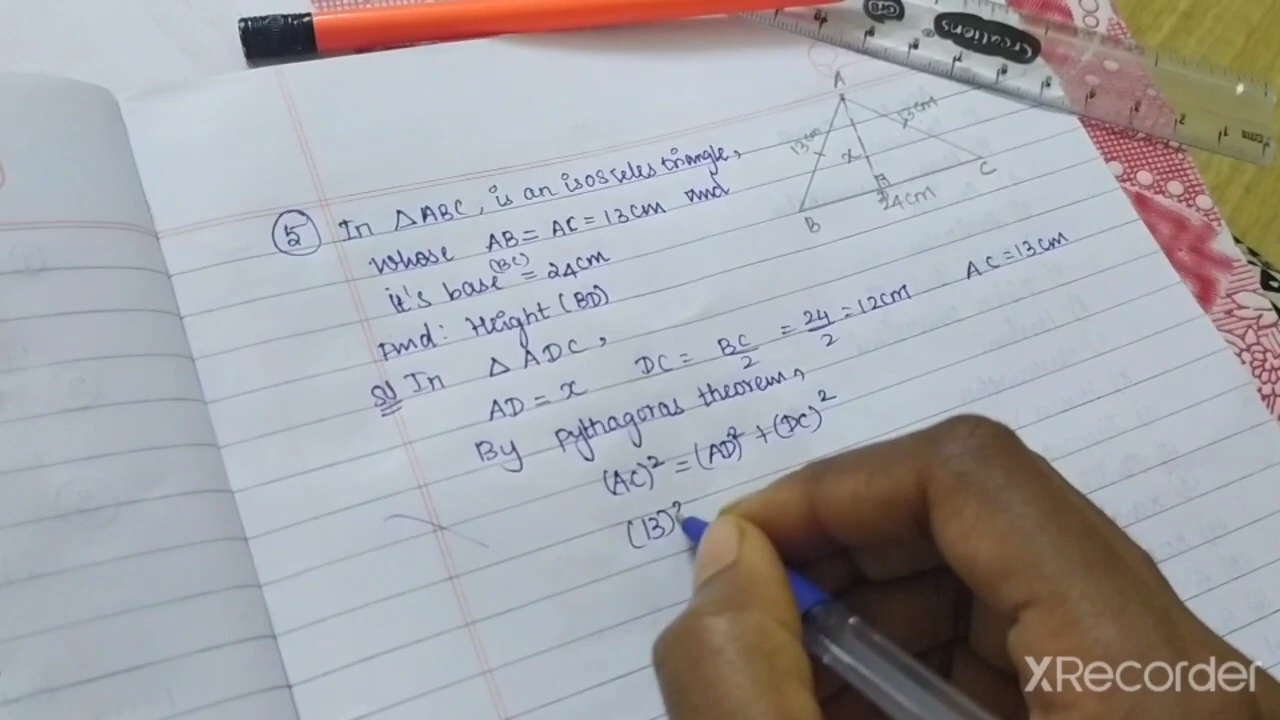 5 In △ABC, is an isosceles triangle,
whose AB = AC = 13cm and
it's base (BC) = 24cm
find: Height (BD)
Sol In △ADC,
AD = x DC = BC/2 = 24/2 = 12cm AC = 13cm
By pythagoras theorem,
(AC)² = (AD)² + (DC)²
(13)²
A
13cm
13cm
x
B
24cm
C
Creations
XRecorder